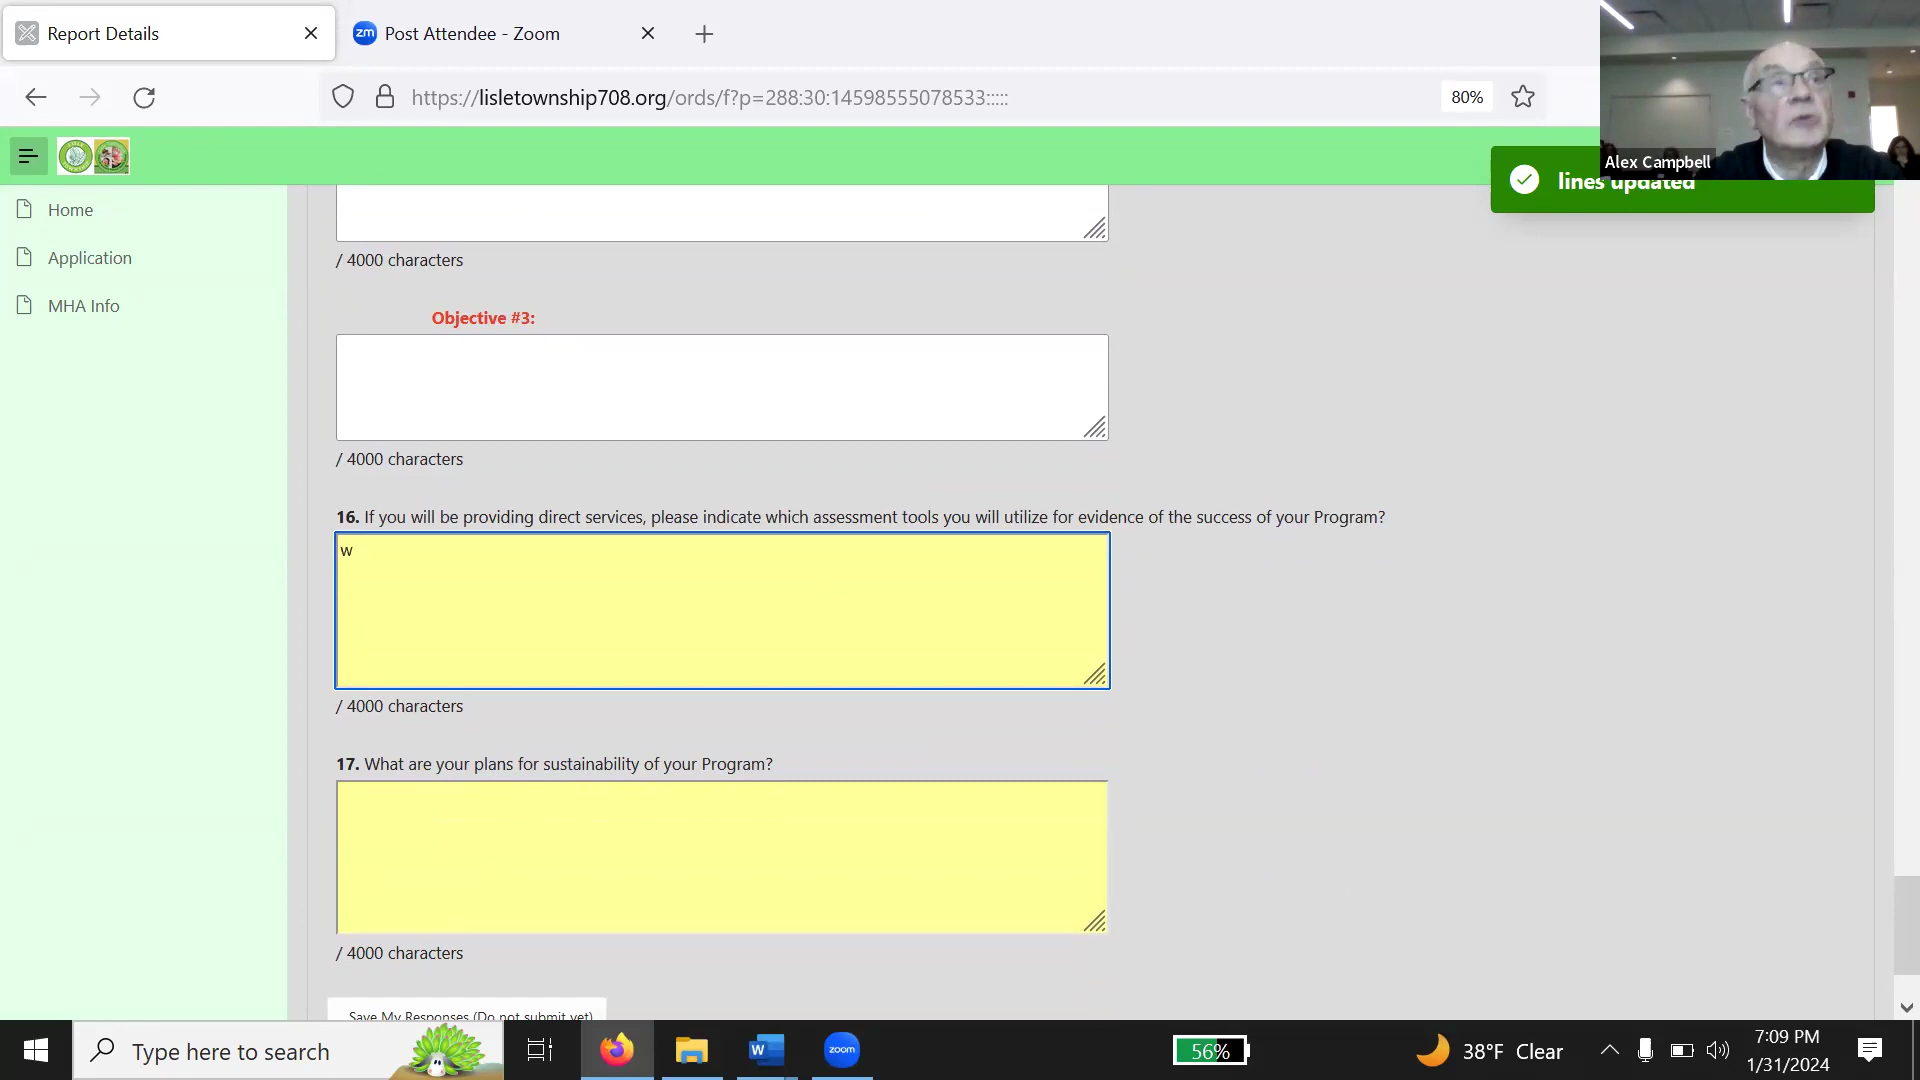 Report Details
zm Post Attendee - Zoom
https://lisletownship708.org/ords/f?p=288:30:14598555078533:::::
80%
Alex Campbell
lines updated
Home
Application
MHA Info
/ 4000 characters
Objective #3:
/ 4000 characters
16. If you will be providing direct services, please indicate which assessment tools you will utilize for evidence of the success of your Program?
w
/ 4000 characters
17. What are your plans for sustainability of your Program?
/ 4000 characters
Save My Responses (Do not submit yet)
Type here to search
W
zoom
56%
38°F Clear
7:09 PM
1/31/2024